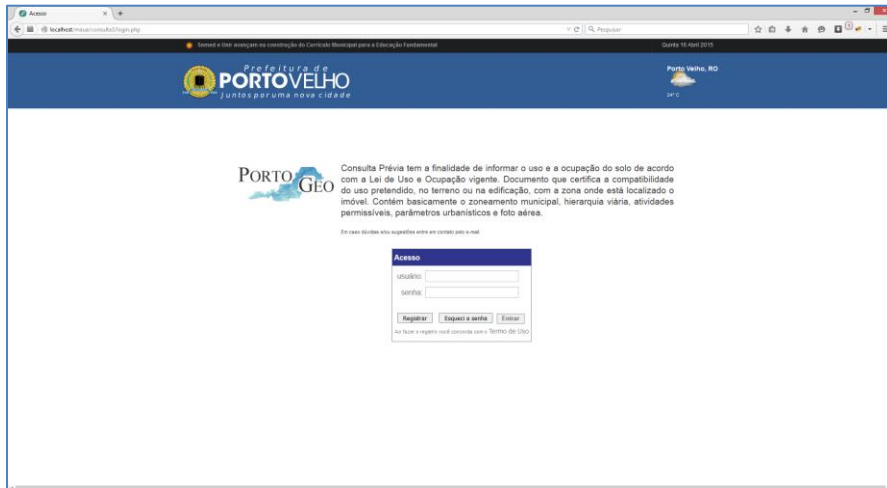 Acesso
localhost/maua/consulta3/login.php
Pesquisar
Semed e Unir avançam na construção do Currículo Municipal para a Educação Fundamental
Quinta 16 Abril 2015
Prefeitura de
PORTOVELHO
Juntos por uma nova cidade
Porto Velho, RO
24° C
PORTO GEO
Consulta Prévia tem a finalidade de informar o uso e a ocupação do solo de acordo
com a Lei de Uso e Ocupação vigente. Documento que certifica a compatibilidade
do uso pretendido, no terreno ou na edificação, com a zona onde está localizado o
imóvel. Contém basicamente o zoneamento municipal, hierarquia viária, atividades
permissíveis, parâmetros urbanísticos e foto aérea.
Em caso dúvidas e/ou sugestões entre em contato pelo e-mail
Acesso
usuário:
senha:
Registrar
Esqueci a senha
Entrar
Ao fazer o registro você concorda com o Termo de Uso